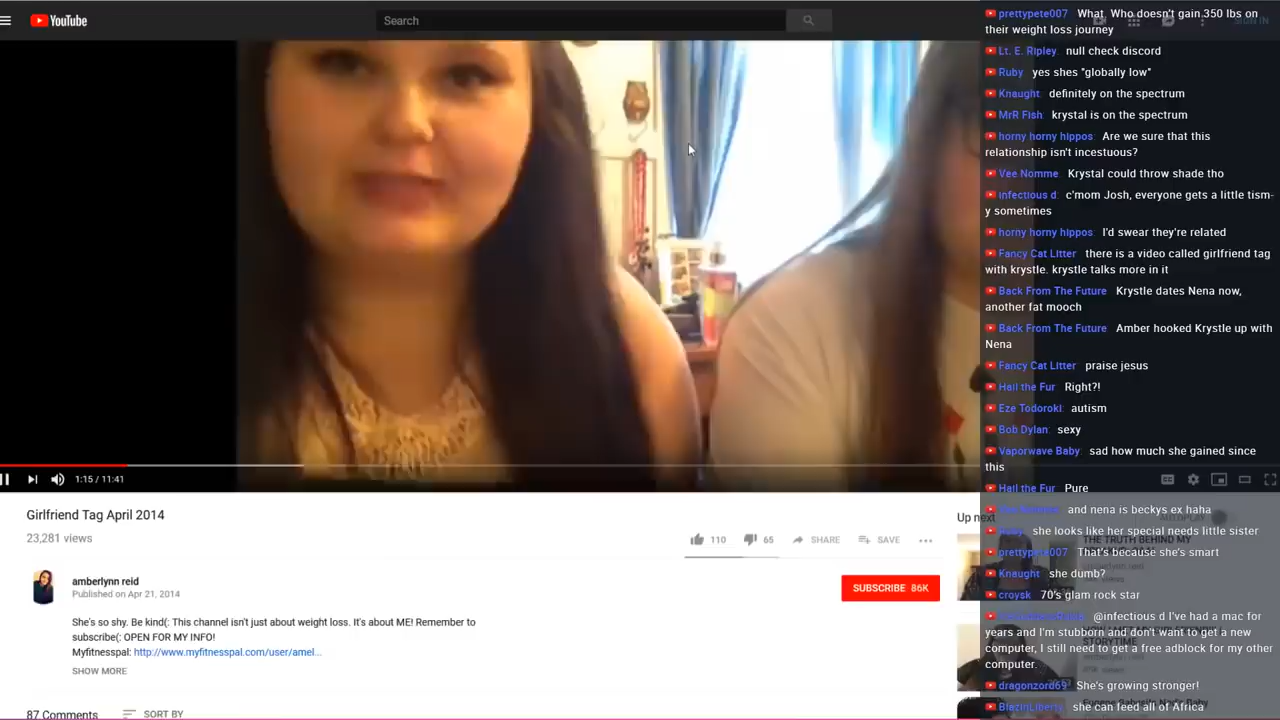 YouTube
Search
SIGN IN
1:15 / 11:41
Girlfriend Tag April 2014
23,281 views
110
65
SHARE
SAVE
amberlynn reid
Published on Apr 21, 2014
SUBSCRIBE 86K
She's so shy. Be kind(: This channel isn't just about weight loss. It's about ME! Remember to
subscribe(: OPEN FOR MY INFO!
Myfitnesspal: http://www.myfitnesspal.com/user/amel...
SHOW MORE
87 Comments
SORT BY
Up next
AUTOPLAY
THE TRUTH BEHIND MY
STORYTIME
prettypete007 What. Who doesn't gain 350 lbs on
their weight loss journey
Lt. E. Ripley: null check discord
Ruby yes shes "globally low"
Knaught definitely on the spectrum
MrR Fish: krystal is on the spectrum
horny horny hippos: Are we sure that this
relationship isn't incestuous?
Vee Nomme Krystal could throw shade tho
infectious d: c'mom Josh, everyone gets a little tism-
y sometimes
horny horny hippos: I'd swear they're related
Fancy Cat Litter there is a video called girlfriend tag
with krystle. krystle talks more in it
Back From The Future Krystle dates Nena now,
another fat mooch
Back From The Future Amber hooked Krystle up with
Nena
Fancy Cat Litter praise jesus
Hail the Fur Right?!
Eze Todoroki: autism
Bob Dylan: sexy
Vaporwave Baby: sad how much she gained since
this
Hail the Fur Pure
and nena is beckys ex haha
she looks like her special needs little sister
prettypete007 That's because she's smart
Knaught she dumb?
croysk 70's glam rock star
@infectious d I've had a mac for
years and I'm stubborn and don't want to get a new
computer, I still need to get a free adblock for my other
computer.
dragonzord69 She's growing stronger!
BlazinLiberty she can feed all of Africa